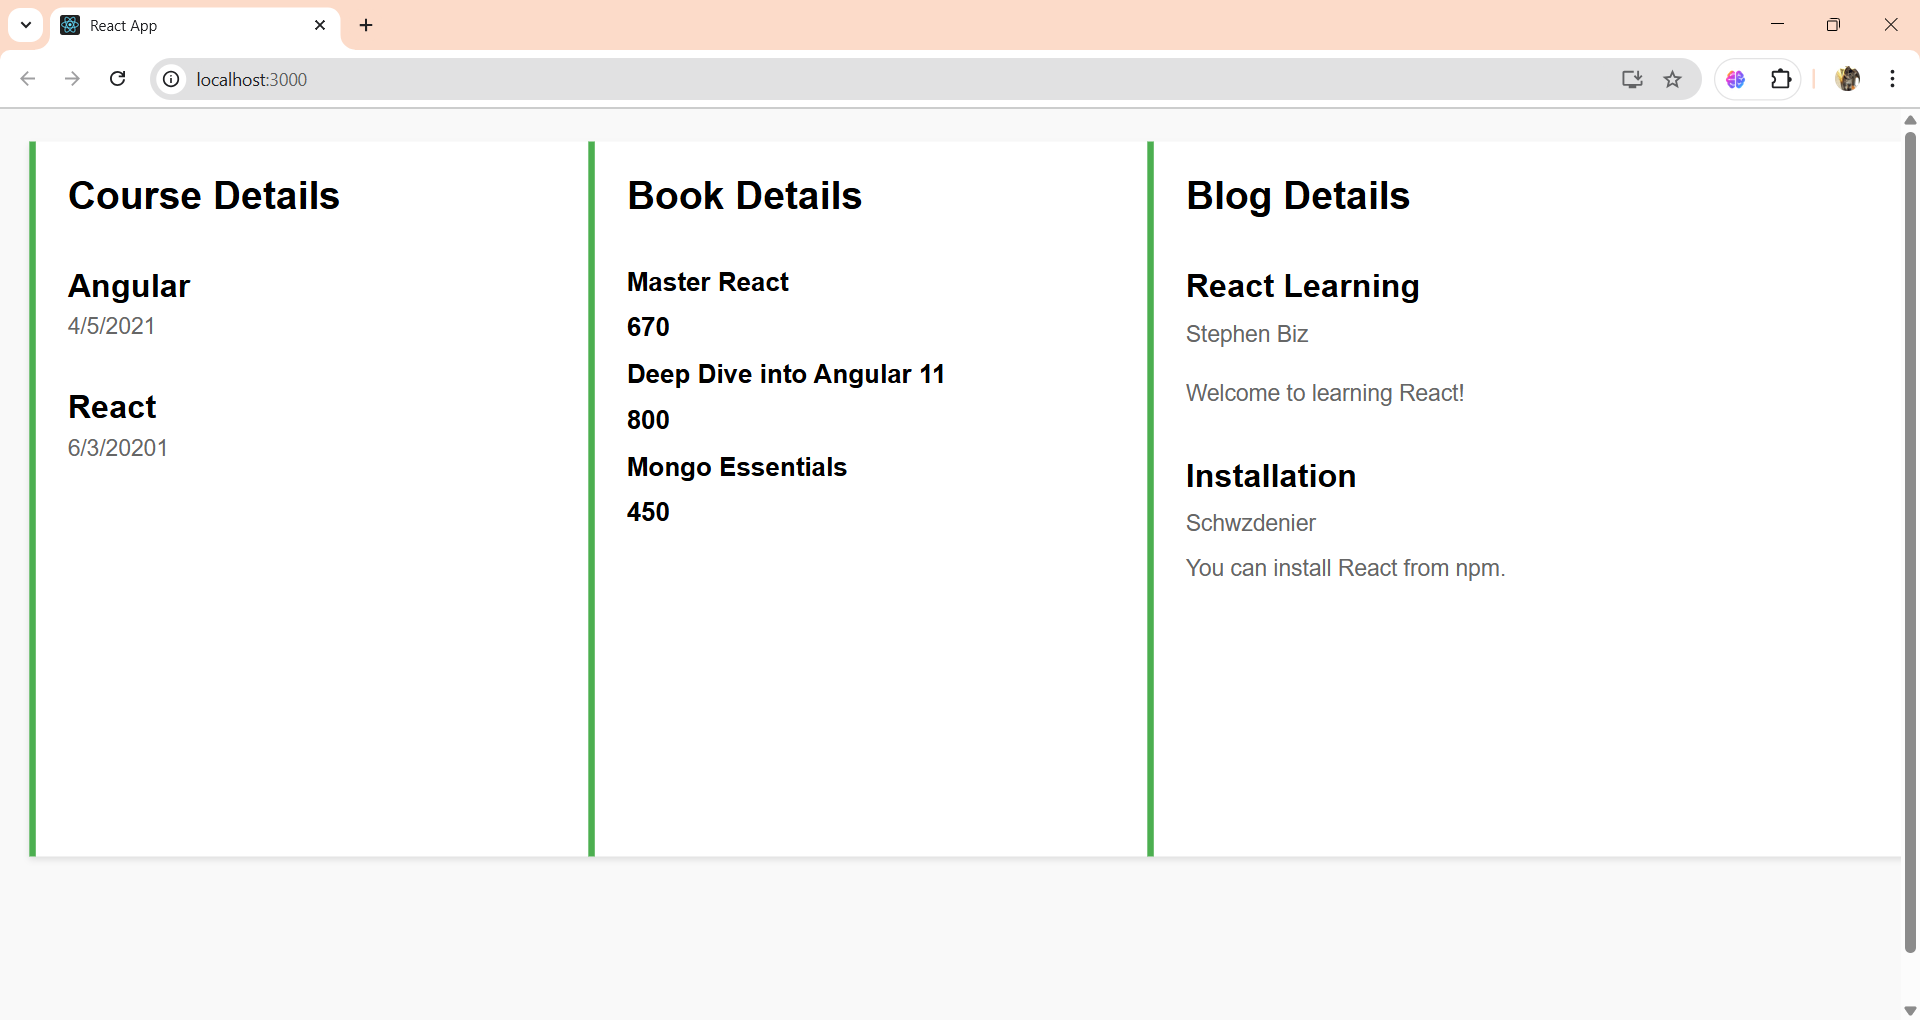 React App
localhost:3000
Course Details
Angular
4/5/2021
React
6/3/20201
Book Details
Master React
670
Deep Dive into Angular 11
800
Mongo Essentials
450
Blog Details
React Learning
Stephen Biz
Welcome to learning React!
Installation
Schwzdenier
You can install React from npm.